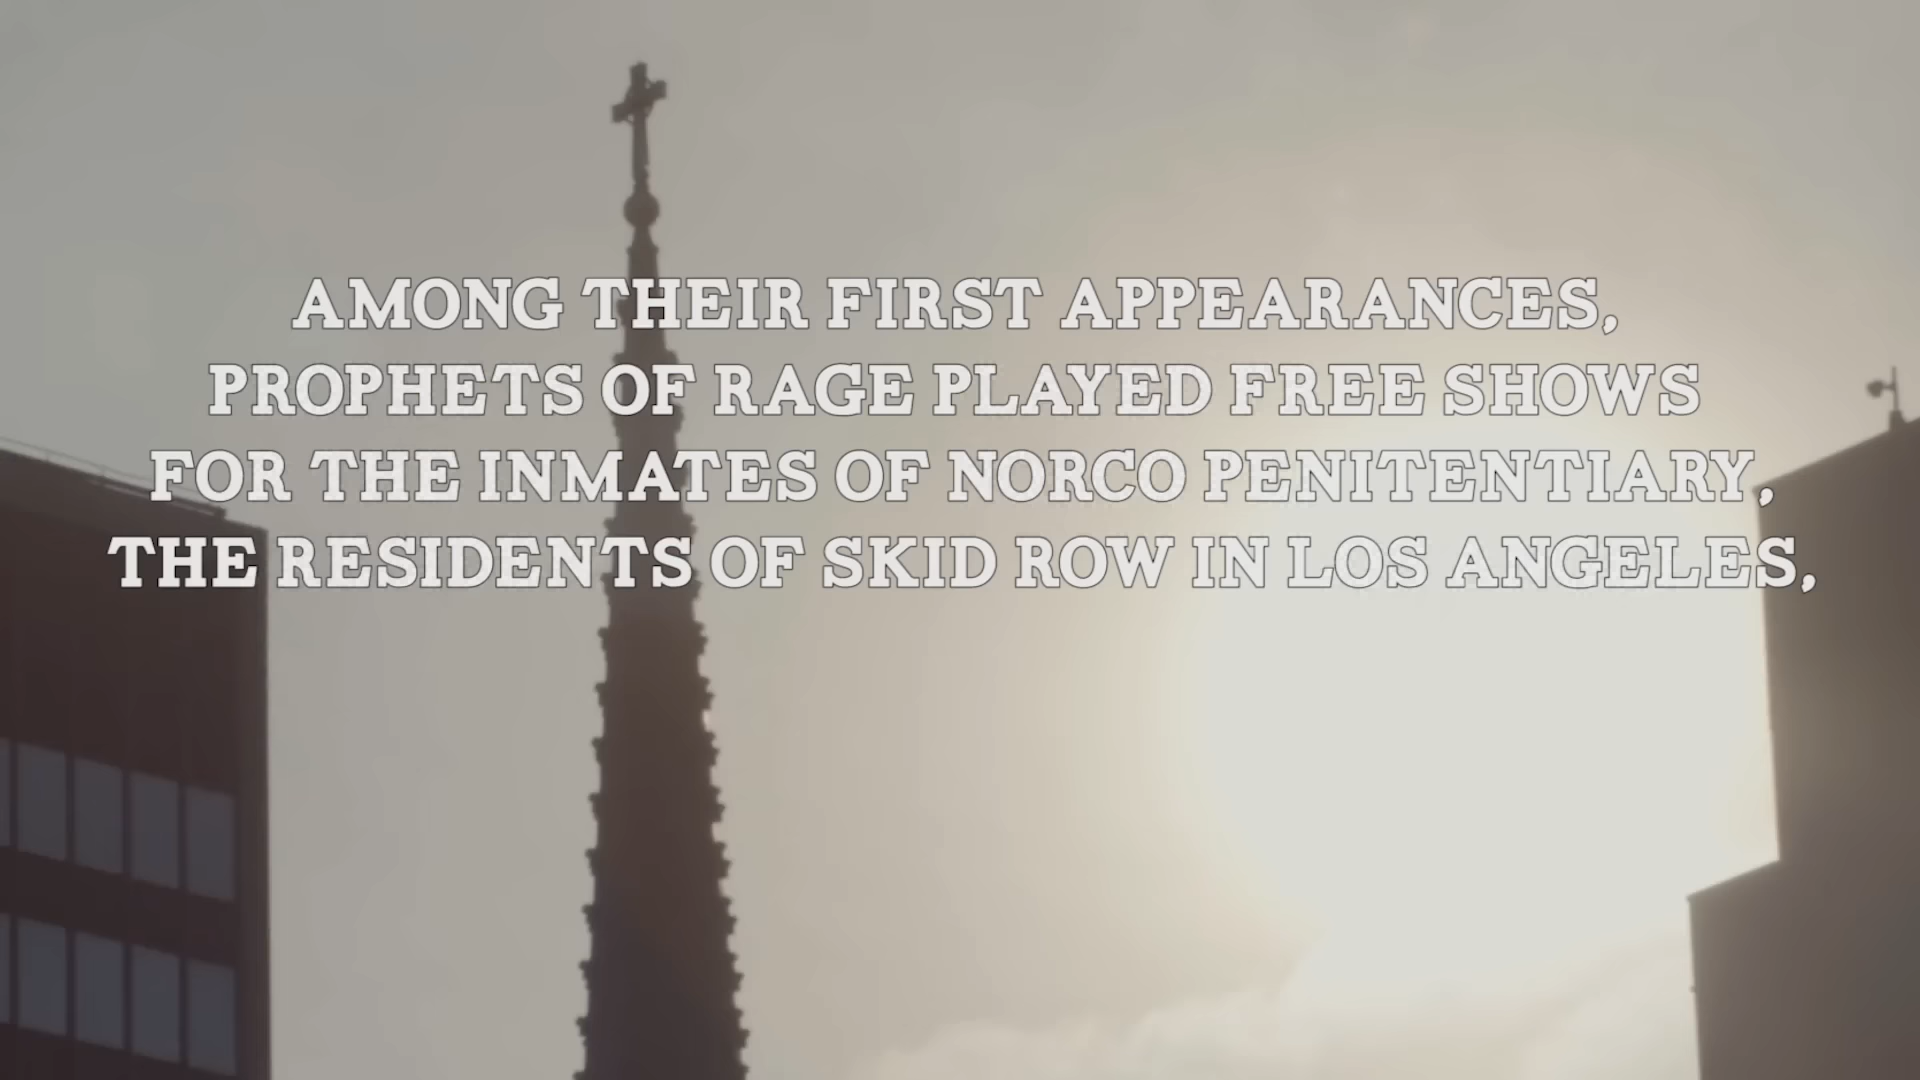 AMONG THEIR FIRST APPEARANCES,
PROPHETS OF RAGE PLAYED FREE SHOWS
FOR THE INMATES OF NORCO PENITENTIARY,
THE RESIDENTS OF SKID ROW IN LOS ANGELES,